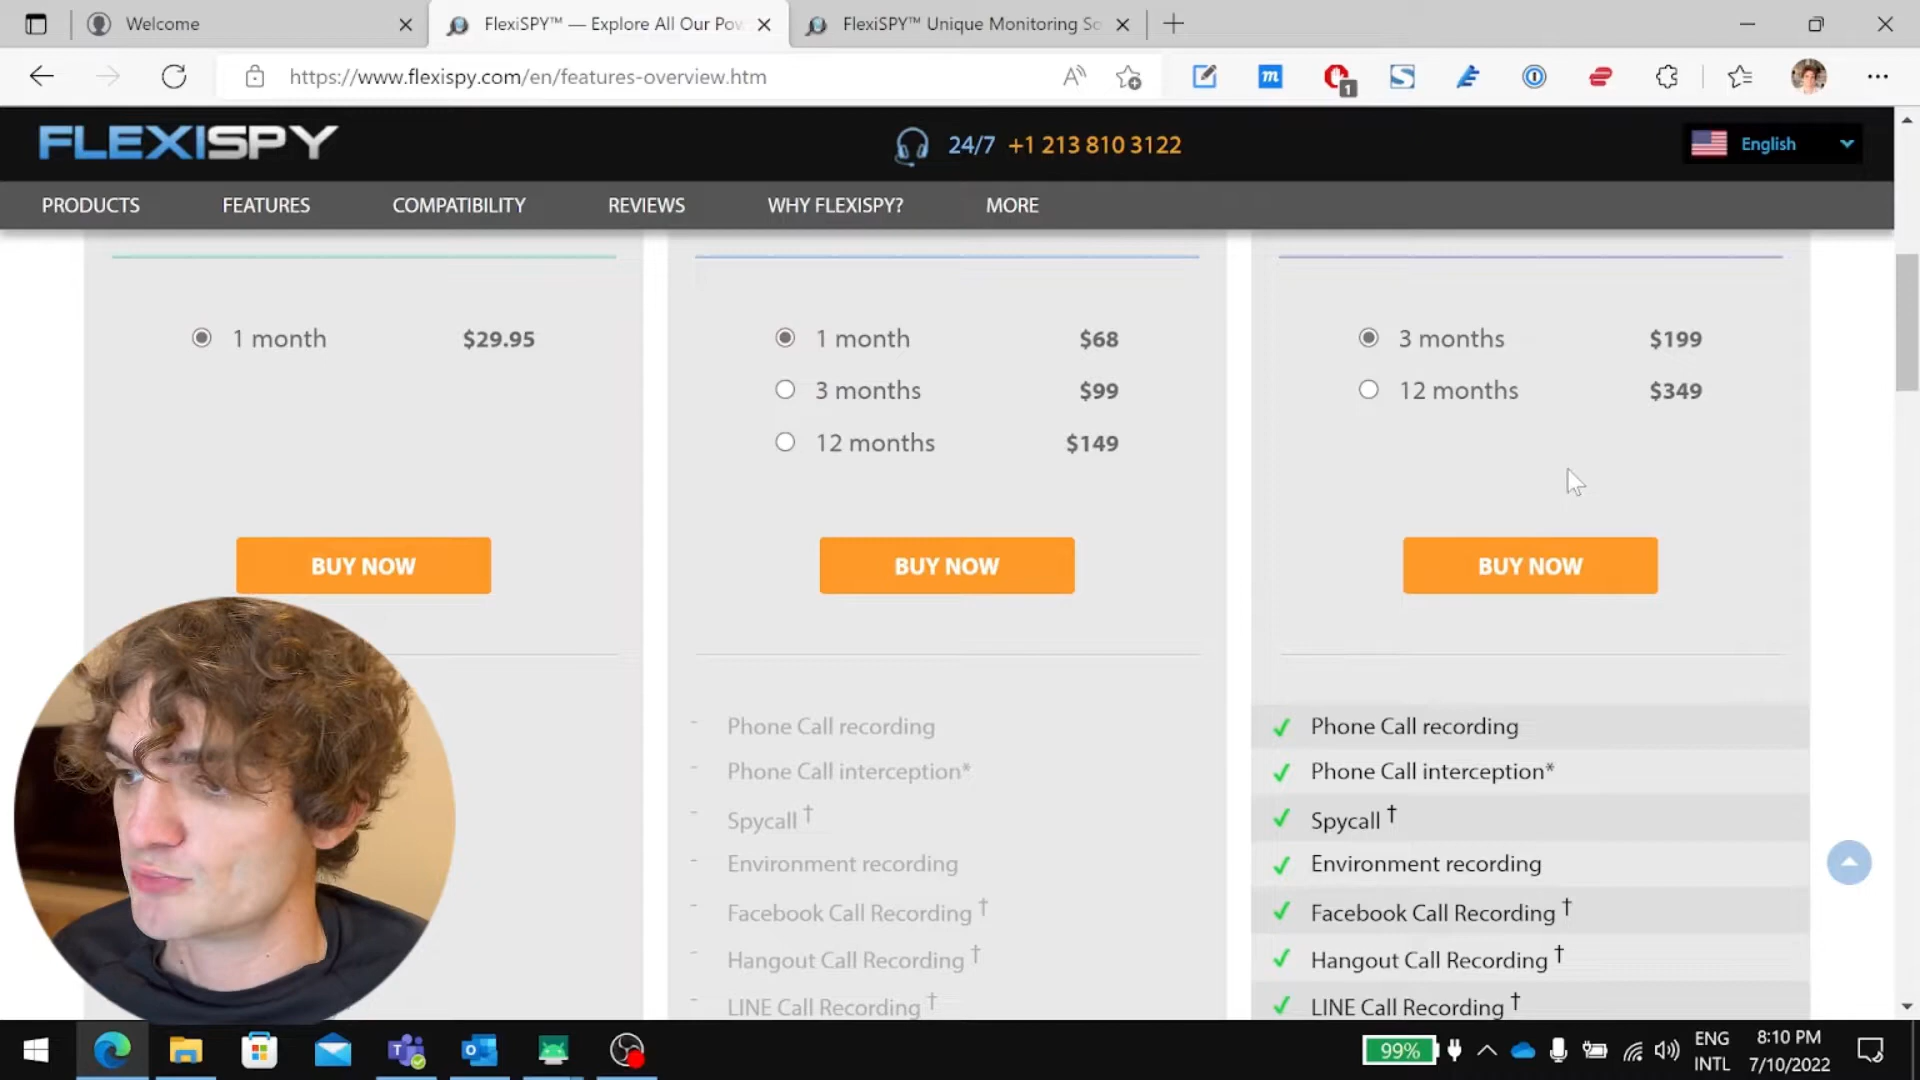 Welcome
FlexiSPY™ — Explore All Our Pow
FlexiSPY™ Unique Monitoring So
https://www.flexispy.com/en/features-overview.htm
1
FLEXISPY
24/7 +1 213 810 3122
English
PRODUCTS FEATURES COMPATIBILITY REVIEWS WHY FLEXISPY? MORE
1 month $29.95
BUY NOW
1 month $68
3 months $99
12 months $149
BUY NOW
- Phone Call recording
- Phone Call interception*
- Spycall †
- Environment recording
- Facebook Call Recording †
- Hangout Call Recording †
- LINE Call Recording †
3 months $199
12 months $349
BUY NOW
✓ Phone Call recording
✓ Phone Call interception*
✓ Spycall †
✓ Environment recording
✓ Facebook Call Recording †
✓ Hangout Call Recording †
✓ LINE Call Recording †
99%
ENG
INTL
8:10 PM
7/10/2022